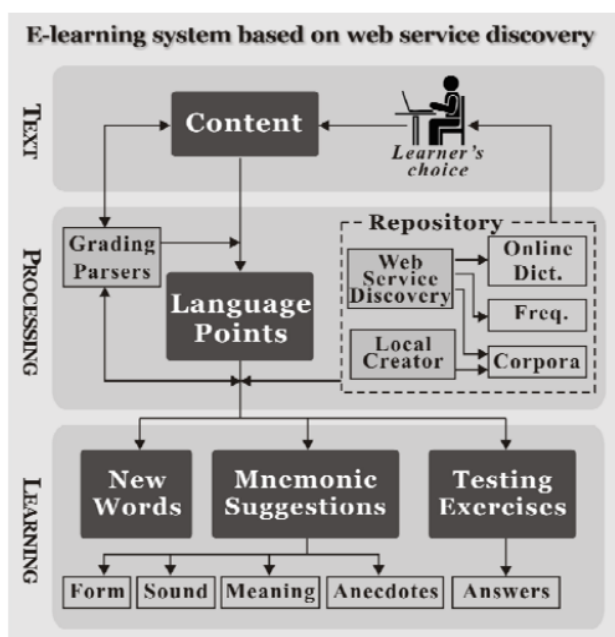 E-learning system based on web service discovery
TEXT
Content
Learner's
choice
PROCESSING
Grading
Parsers
Language
Points
Repository
Web
Service
Discovery
Online
Dict.
Freq.
Local
Creator
Corpora
LEARNING
New
Words
Mnemonic
Suggestions
Testing
Exercises
Form
Sound
Meaning
Anecdotes
Answers